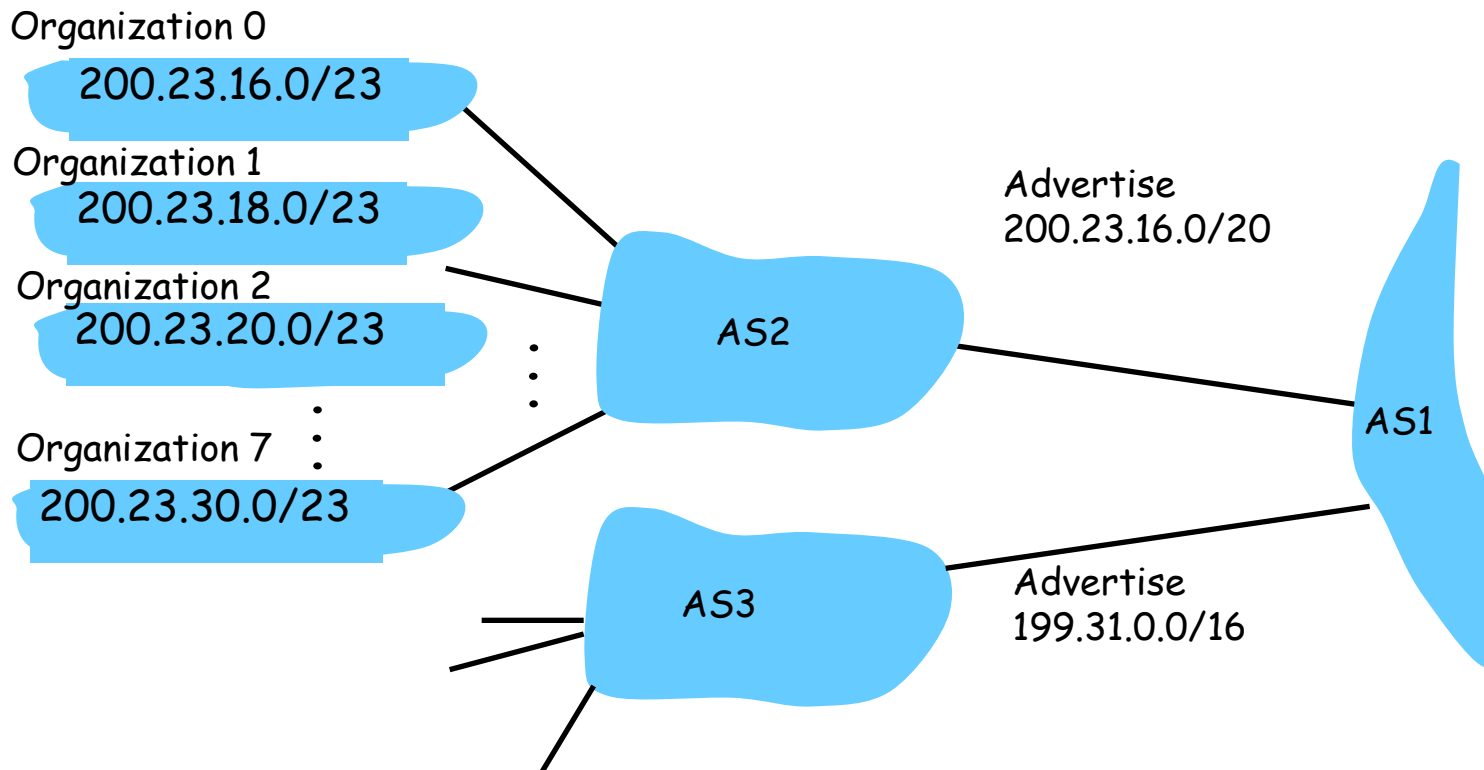 Organization 0
200.23.16.0/23
Organization 1
200.23.18.0/23
Organization 2
200.23.20.0/23
Organization 7
200.23.30.0/23
AS2
Advertise
200.23.16.0/20
AS1
AS3
Advertise
199.31.0.0/16